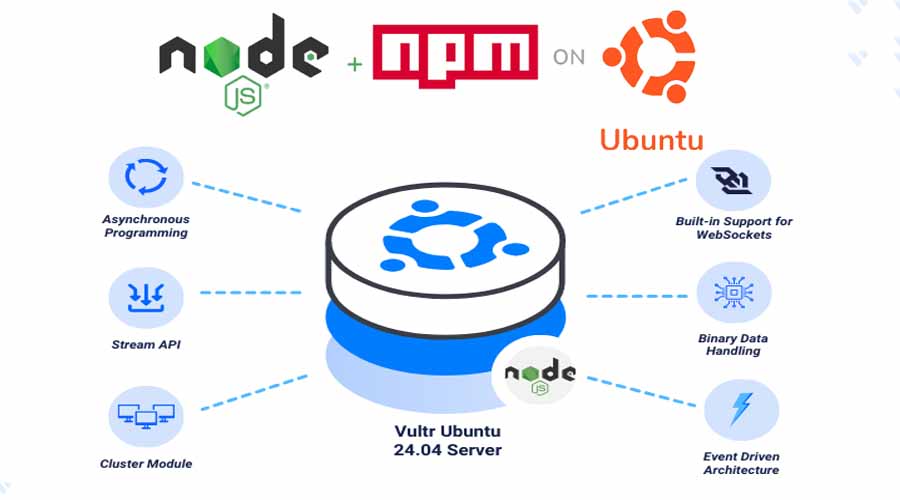 node + npm ON
JS
Ubuntu
Asynchronous
Programming
Built-in Support for
WebSockets
Stream API
Binary Data
Handling
node
JS
Vultr Ubuntu
24.04 Server
Cluster Module
Event Driven
Architecture